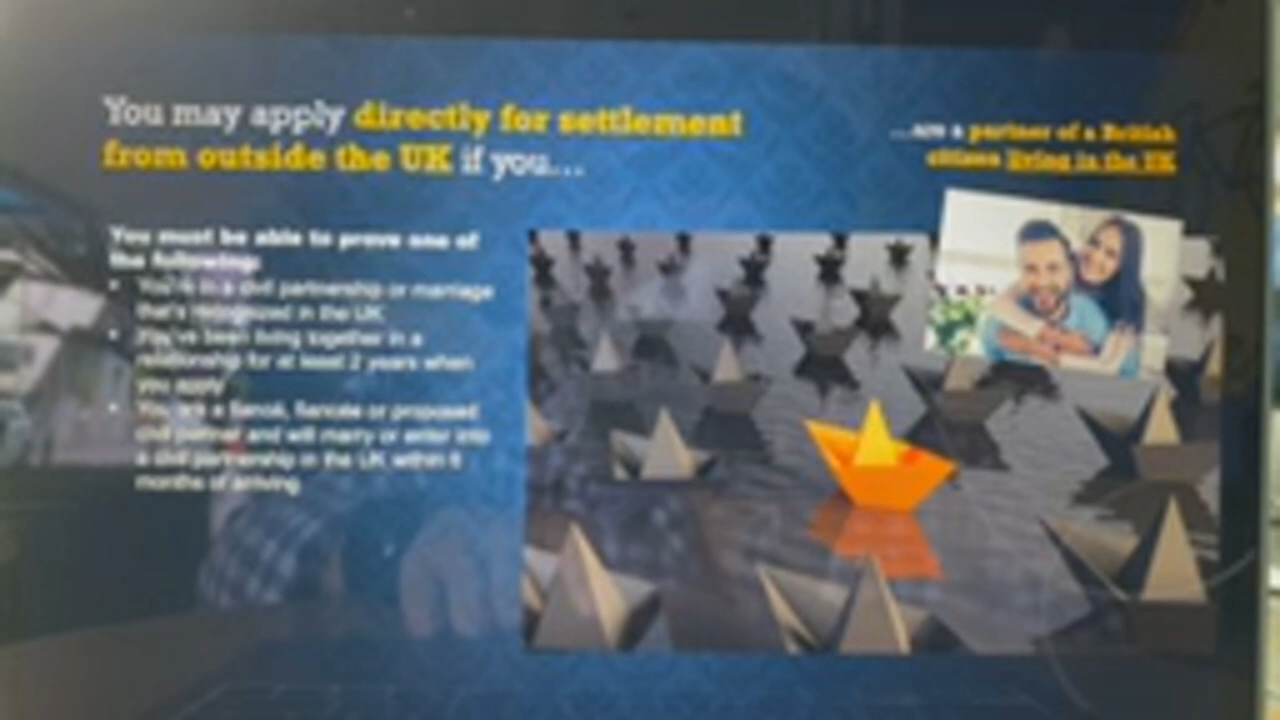 You may apply directly for settlement
from outside the UK if you...
...are a partner of a British
citizen living in the UK
You must be able to prove one of
the following:
• You're in a civil partnership or marriage
that's recognized in the UK
• You've been living together in a
relationship for at least 2 years when
you apply
• You are a fiancé, fiancée or proposed
civil partner and will marry or enter into
a civil partnership in the UK within 6
months of arriving